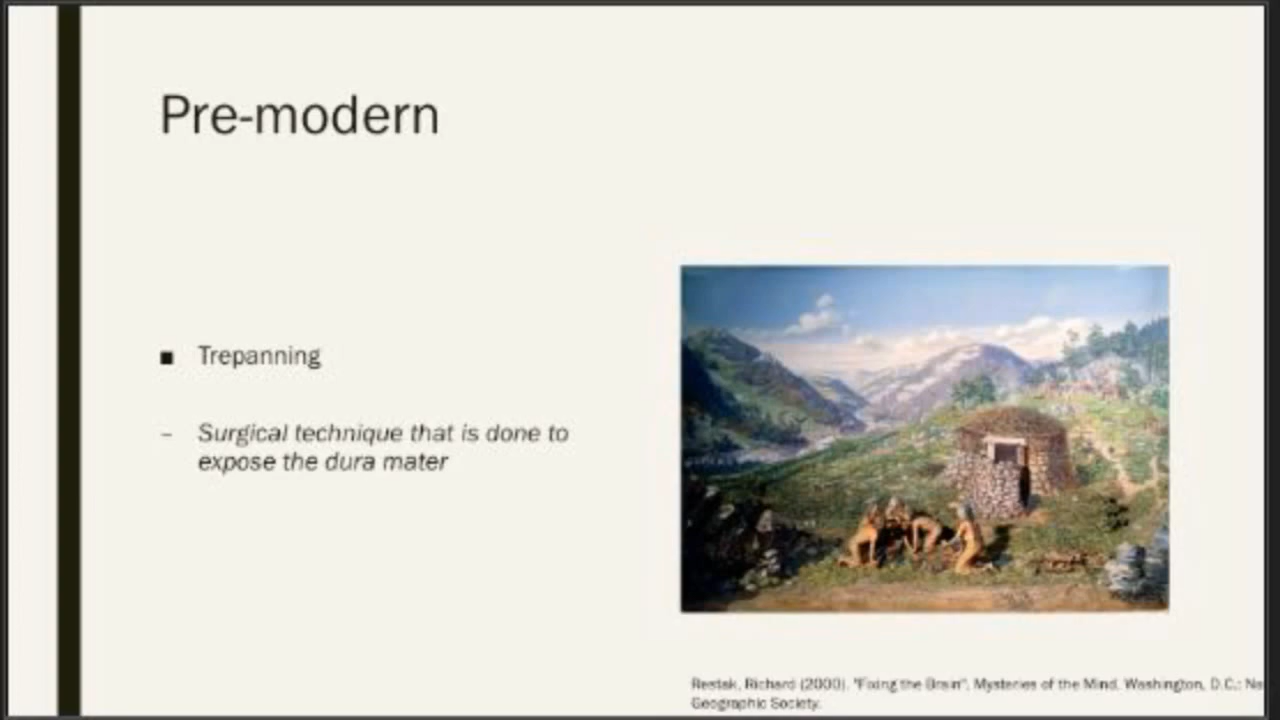 Pre-modern
■ Trepanning
– Surgical technique that is done to
expose the dura mater
Restak, Richard (2000). "Fixing the Brain". Mysteries of the Mind. Washington, D.C.: Na
Geographic Society.